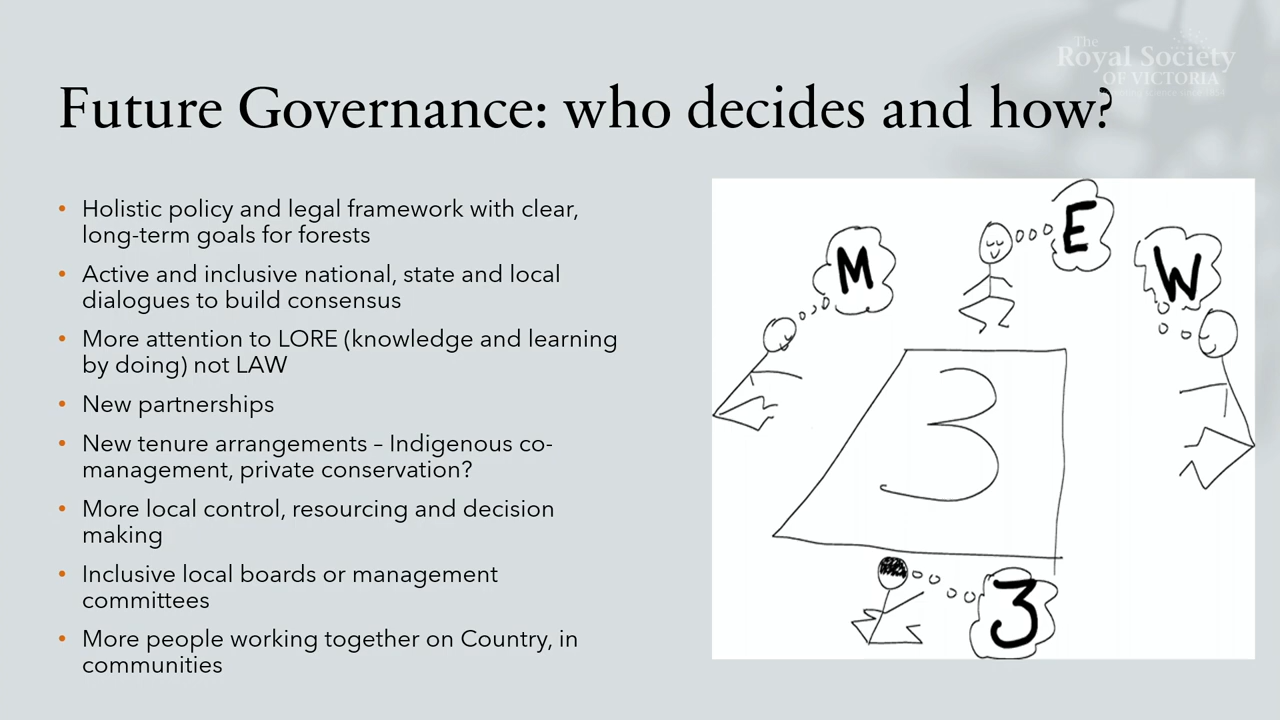 The
Royal Society
OF VICTORIA
Future Governance: who decides and how?
• Holistic policy and legal framework with clear,
long-term goals for forests
• Active and inclusive national, state and local
dialogues to build consensus
• More attention to LORE (knowledge and learning
by doing) not LAW
• New partnerships
• New tenure arrangements – Indigenous co-
management, private conservation?
• More local control, resourcing and decision
making
• Inclusive local boards or management
committees
• More people working together on Country, in
communities
M
E
W
3
3